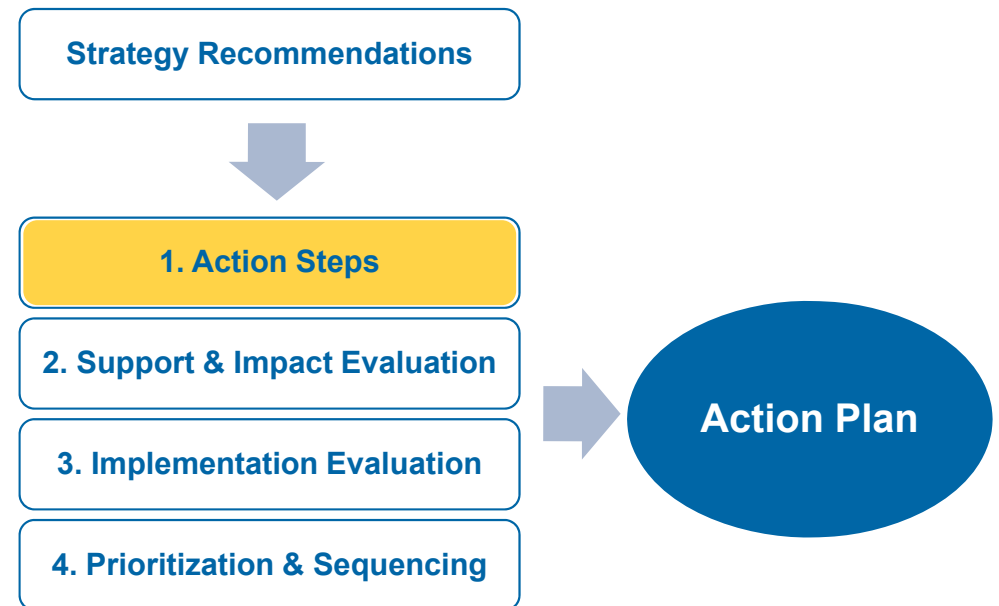 Strategy Recommendations
1. Action Steps
2. Support & Impact Evaluation
3. Implementation Evaluation
4. Prioritization & Sequencing
Action Plan